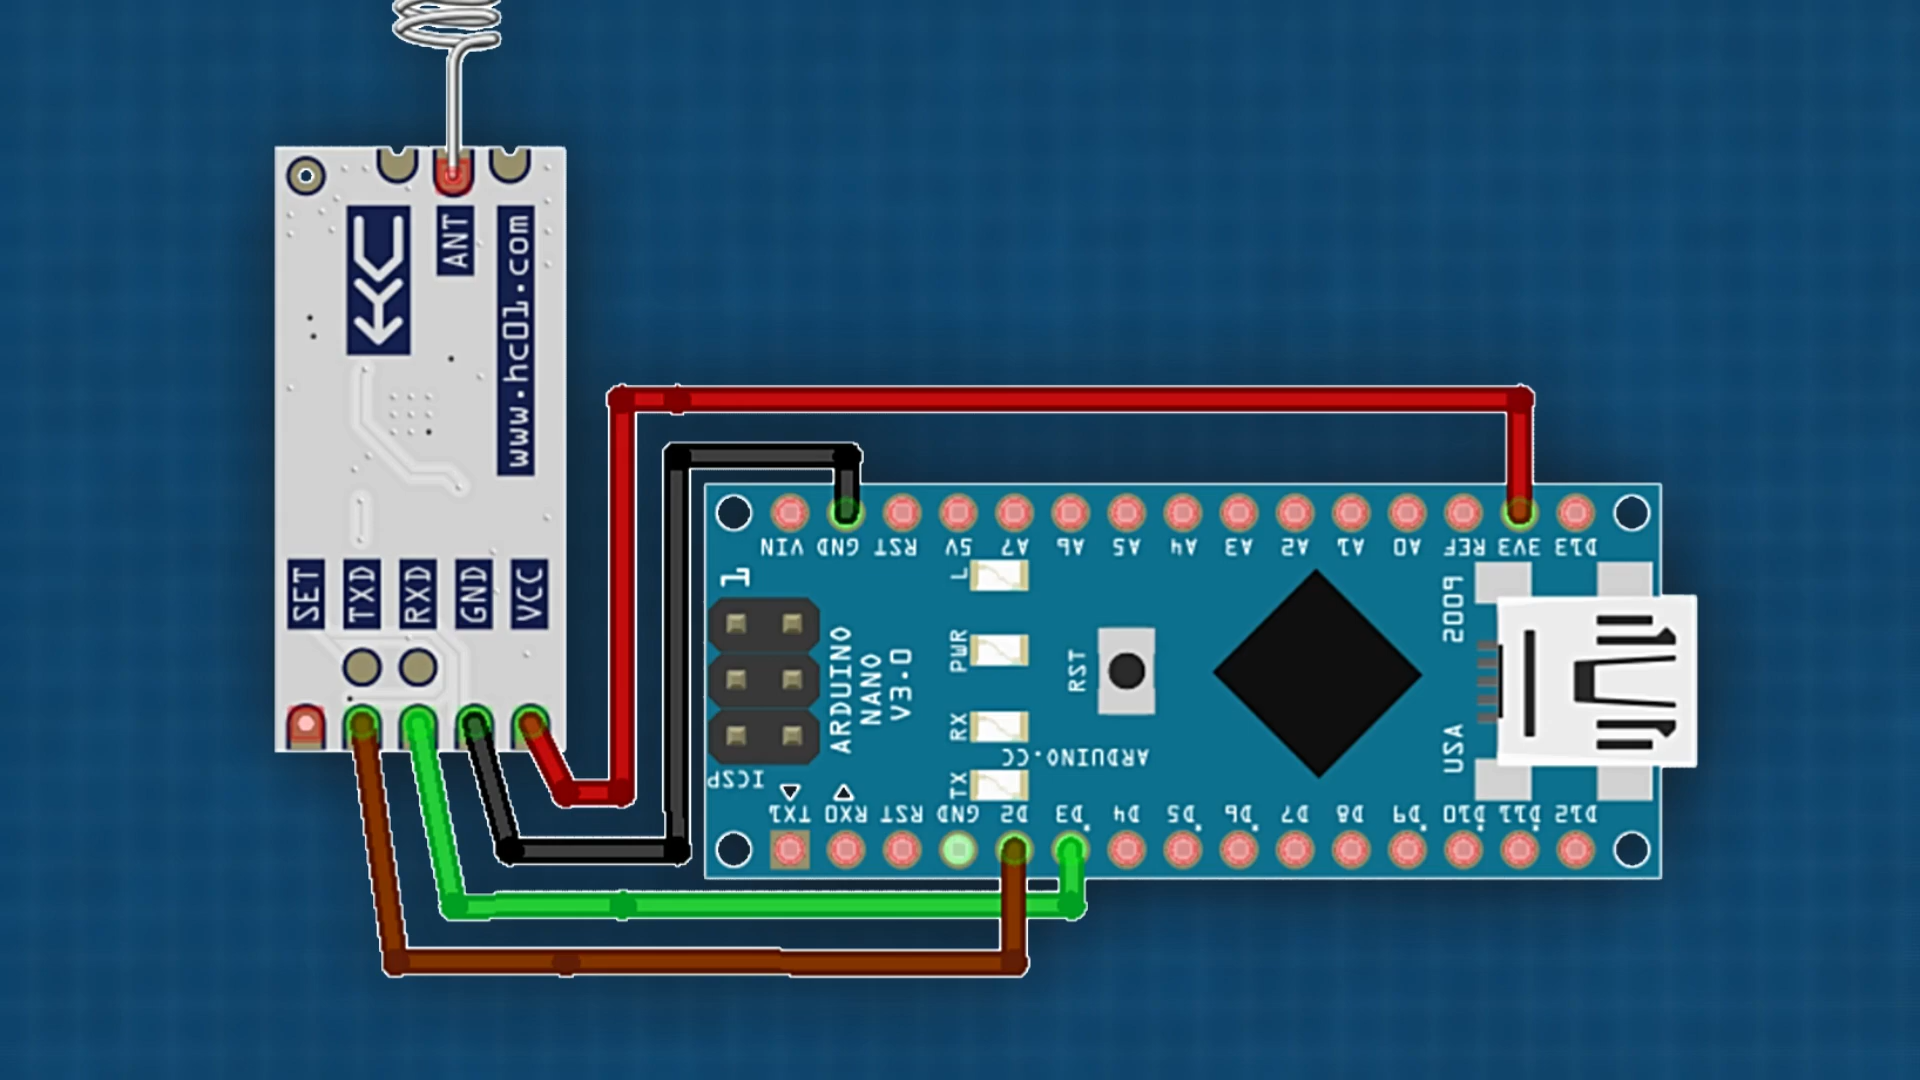 ANT
www.hc01.com
SET TXD RXD GND VCC
VIN GND RST 5V A7 A6 A5 A4 A3 A2 A1 A0 REF 3V3 D13
1
L
PWR
RX
TX
ARDUINO
NANO
V3.0
RST
2009
USA
ARDUINO.CC
ICSP
TX1 RX0 RST GND D2 D3 D4 D5 D6 D7 D8 D9 D10 D11 D12